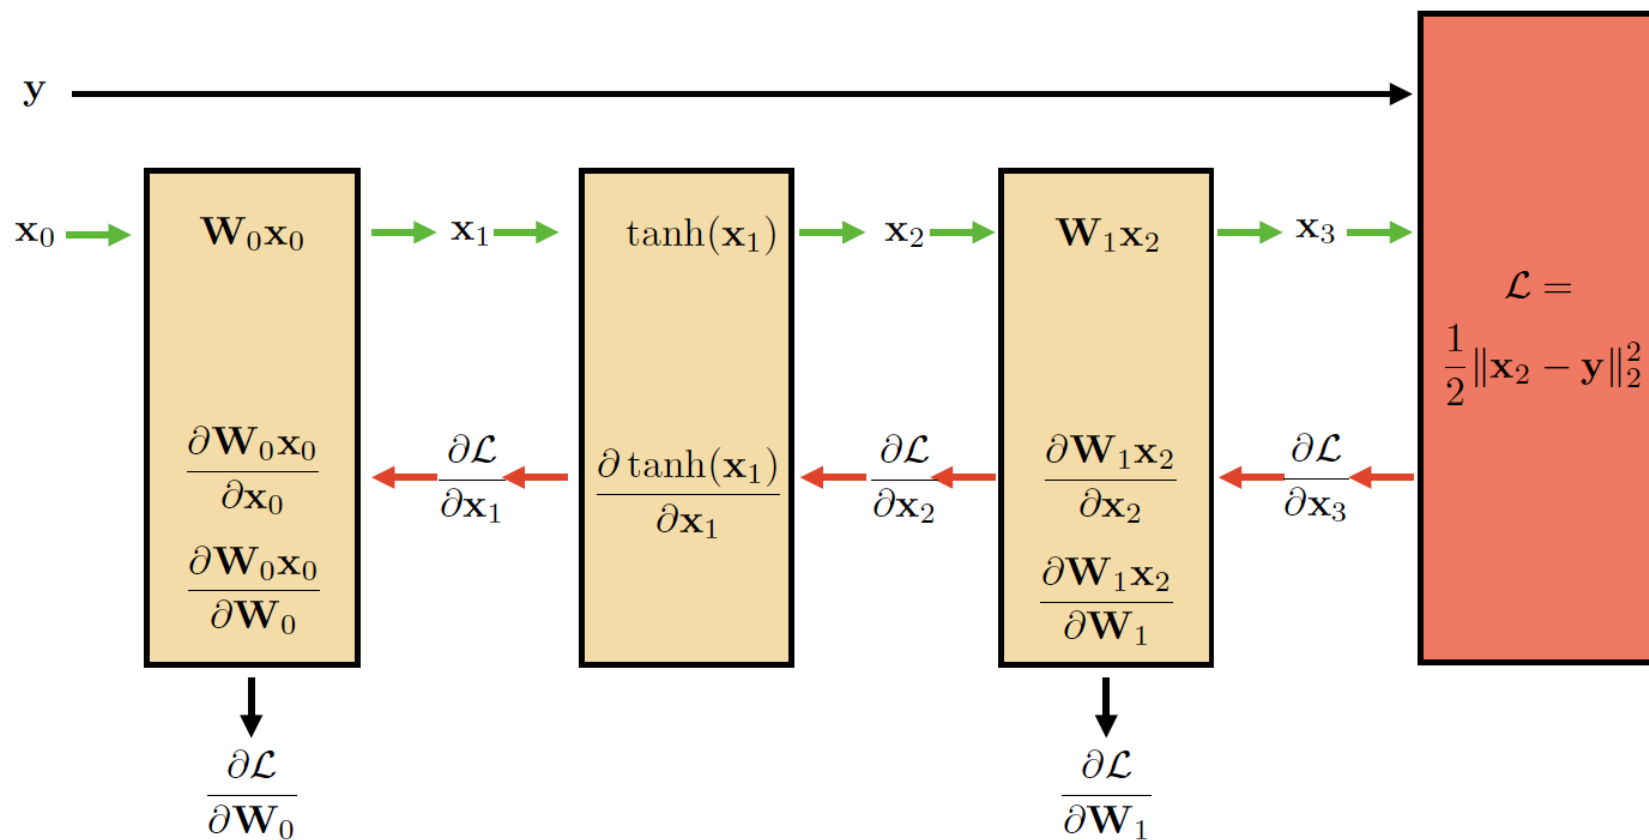 y
x₀ W₀x₀ x₁ tanh(x₁) x₂ W₁x₂ x₃
ℒ =
1/2 ‖x₂ − y‖₂²
∂W₀x₀/∂x₀ ∂ℒ/∂x₁ ∂ tanh(x₁)/∂x₁ ∂ℒ/∂x₂ ∂W₁x₂/∂x₂ ∂ℒ/∂x₃
∂W₀x₀/∂W₀ ∂W₁x₂/∂W₁
∂ℒ/∂W₀ ∂ℒ/∂W₁